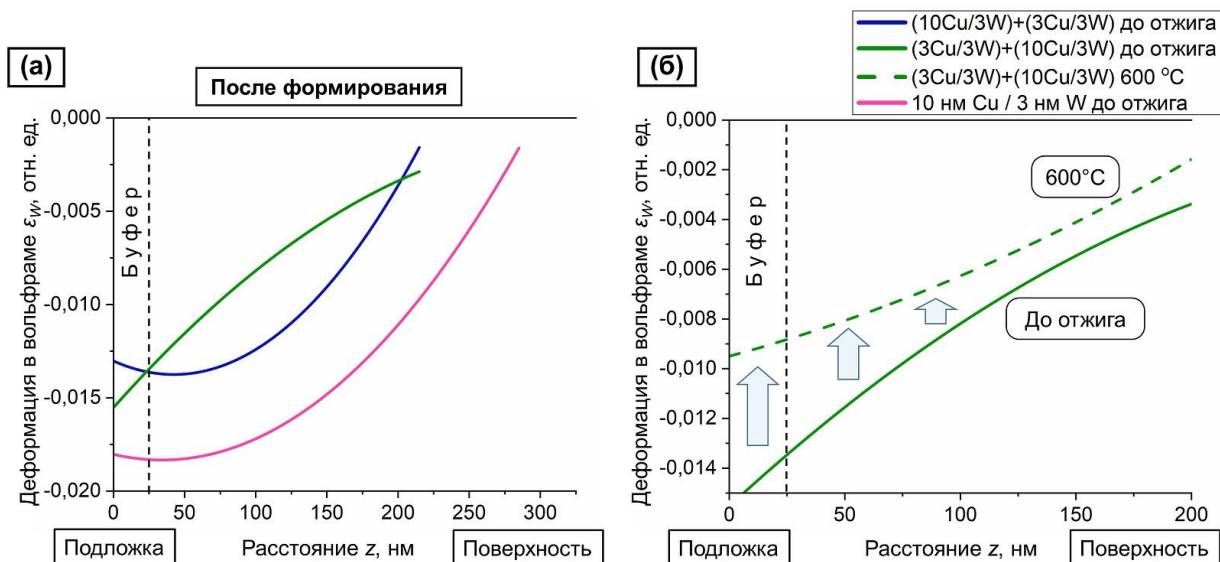 (а)
После формирования
Деформация в вольфраме εW, отн. ед.
0,000
-0,005
-0,010
-0,015
-0,020
Буфер
0 50 100 150 200 250 300
Подложка Расстояние z, нм Поверхность
(б)
(10Cu/3W)+(3Cu/3W) до отжига
(3Cu/3W)+(10Cu/3W) до отжига
(3Cu/3W)+(10Cu/3W) 600 °C
10 нм Cu / 3 нм W до отжига
Деформация в вольфраме εW, отн. ед.
0,000
-0,002
-0,004
-0,006
-0,008
-0,010
-0,012
-0,014
Буфер
600°C
До отжига
0 50 100 150 200
Подложка Расстояние z, нм Поверхность